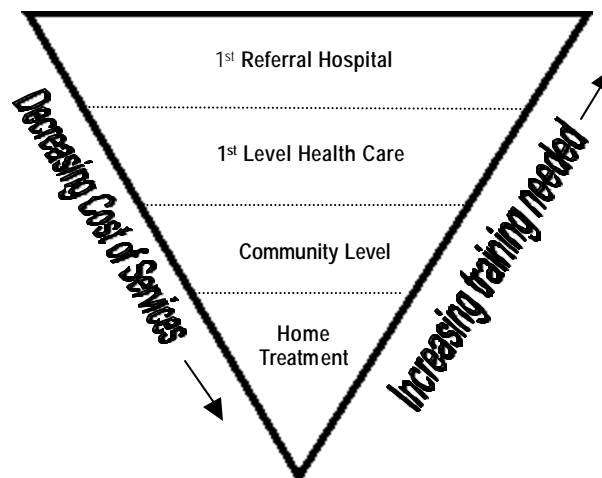 1st Referral Hospital
Decreasing Cost of Services
1st Level Health Care
Increasing training needed
Community Level
Home
Treatment